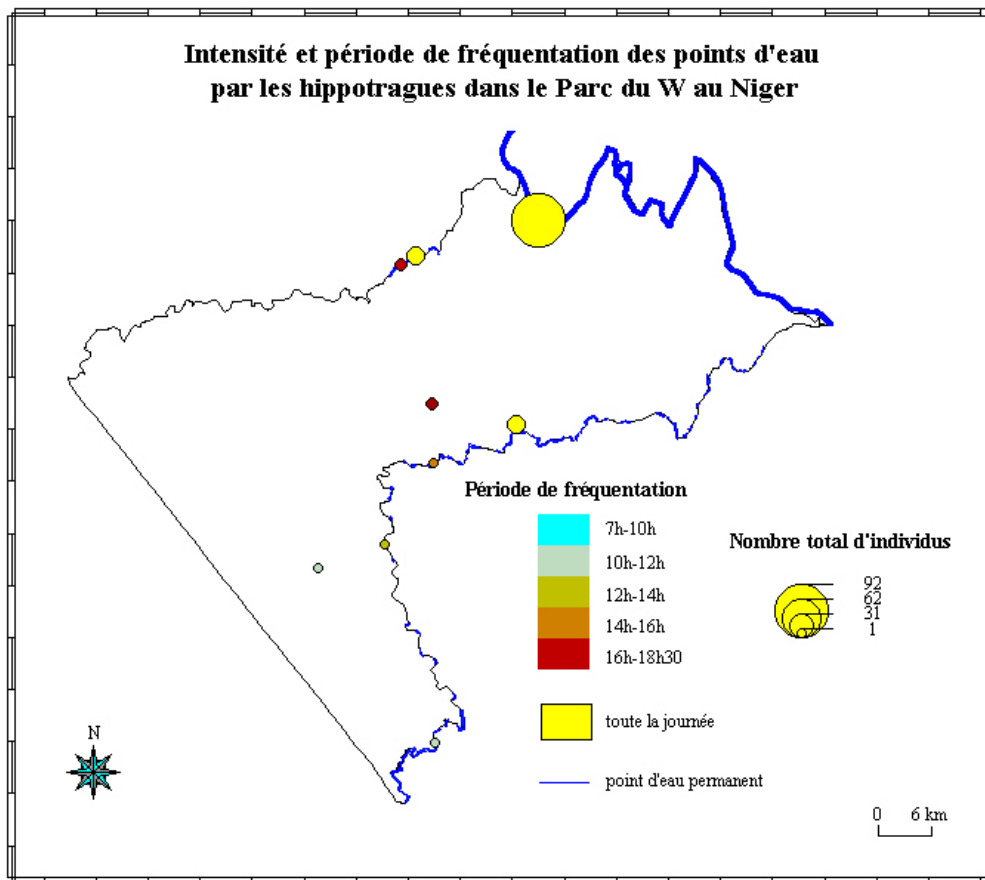 Intensité et période de fréquentation des points d'eau
par les hippotragues dans le Parc du W au Niger
Période de fréquentation
7h-10h
10h-12h
12h-14h
14h-16h
16h-18h30
toute la journée
point d'eau permanent
Nombre total d'individus
92
62
31
1
N
0 6 km